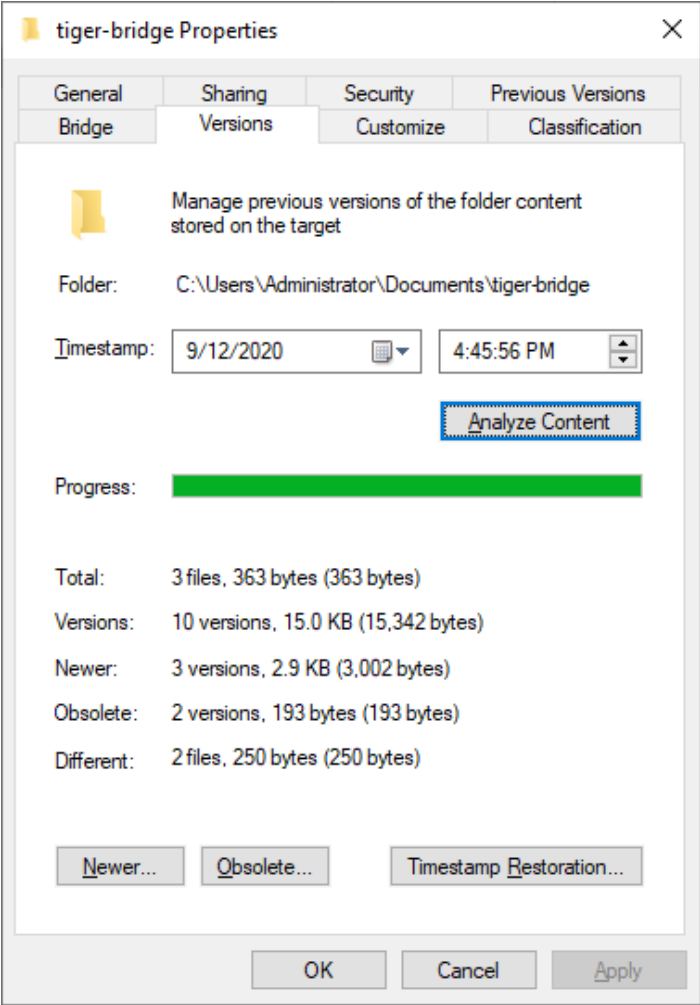 tiger-bridge Properties
General Sharing Security Previous Versions
Bridge Versions Customize Classification
Manage previous versions of the folder content
stored on the target
Folder: C:\Users\Administrator\Documents\tiger-bridge
Timestamp: 9/12/2020 4:45:56 PM
Analyze Content
Progress:
Total: 3 files, 363 bytes (363 bytes)
Versions: 10 versions, 15.0 KB (15,342 bytes)
Newer: 3 versions, 2.9 KB (3,002 bytes)
Obsolete: 2 versions, 193 bytes (193 bytes)
Different: 2 files, 250 bytes (250 bytes)
Newer... Obsolete... Timestamp Restoration...
OK Cancel Apply